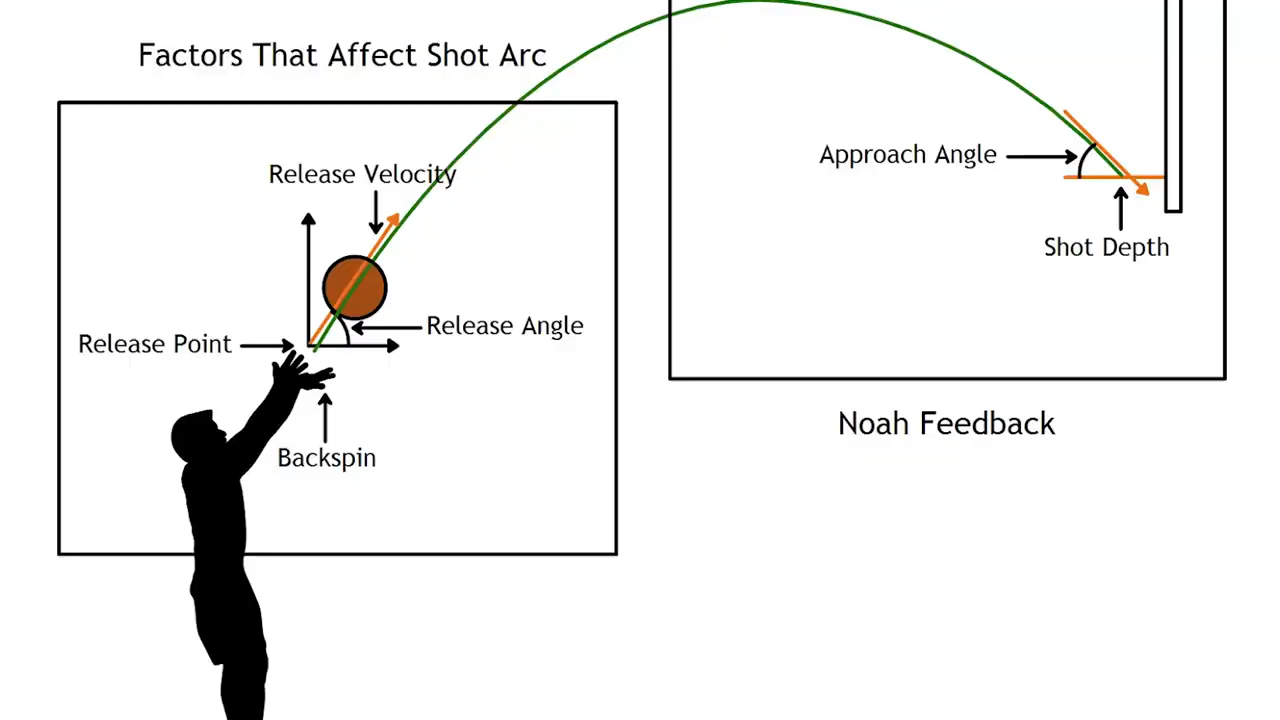 Factors That Affect Shot Arc
Release Velocity
Release Angle
Release Point
Backspin
Approach Angle
Shot Depth
Noah Feedback